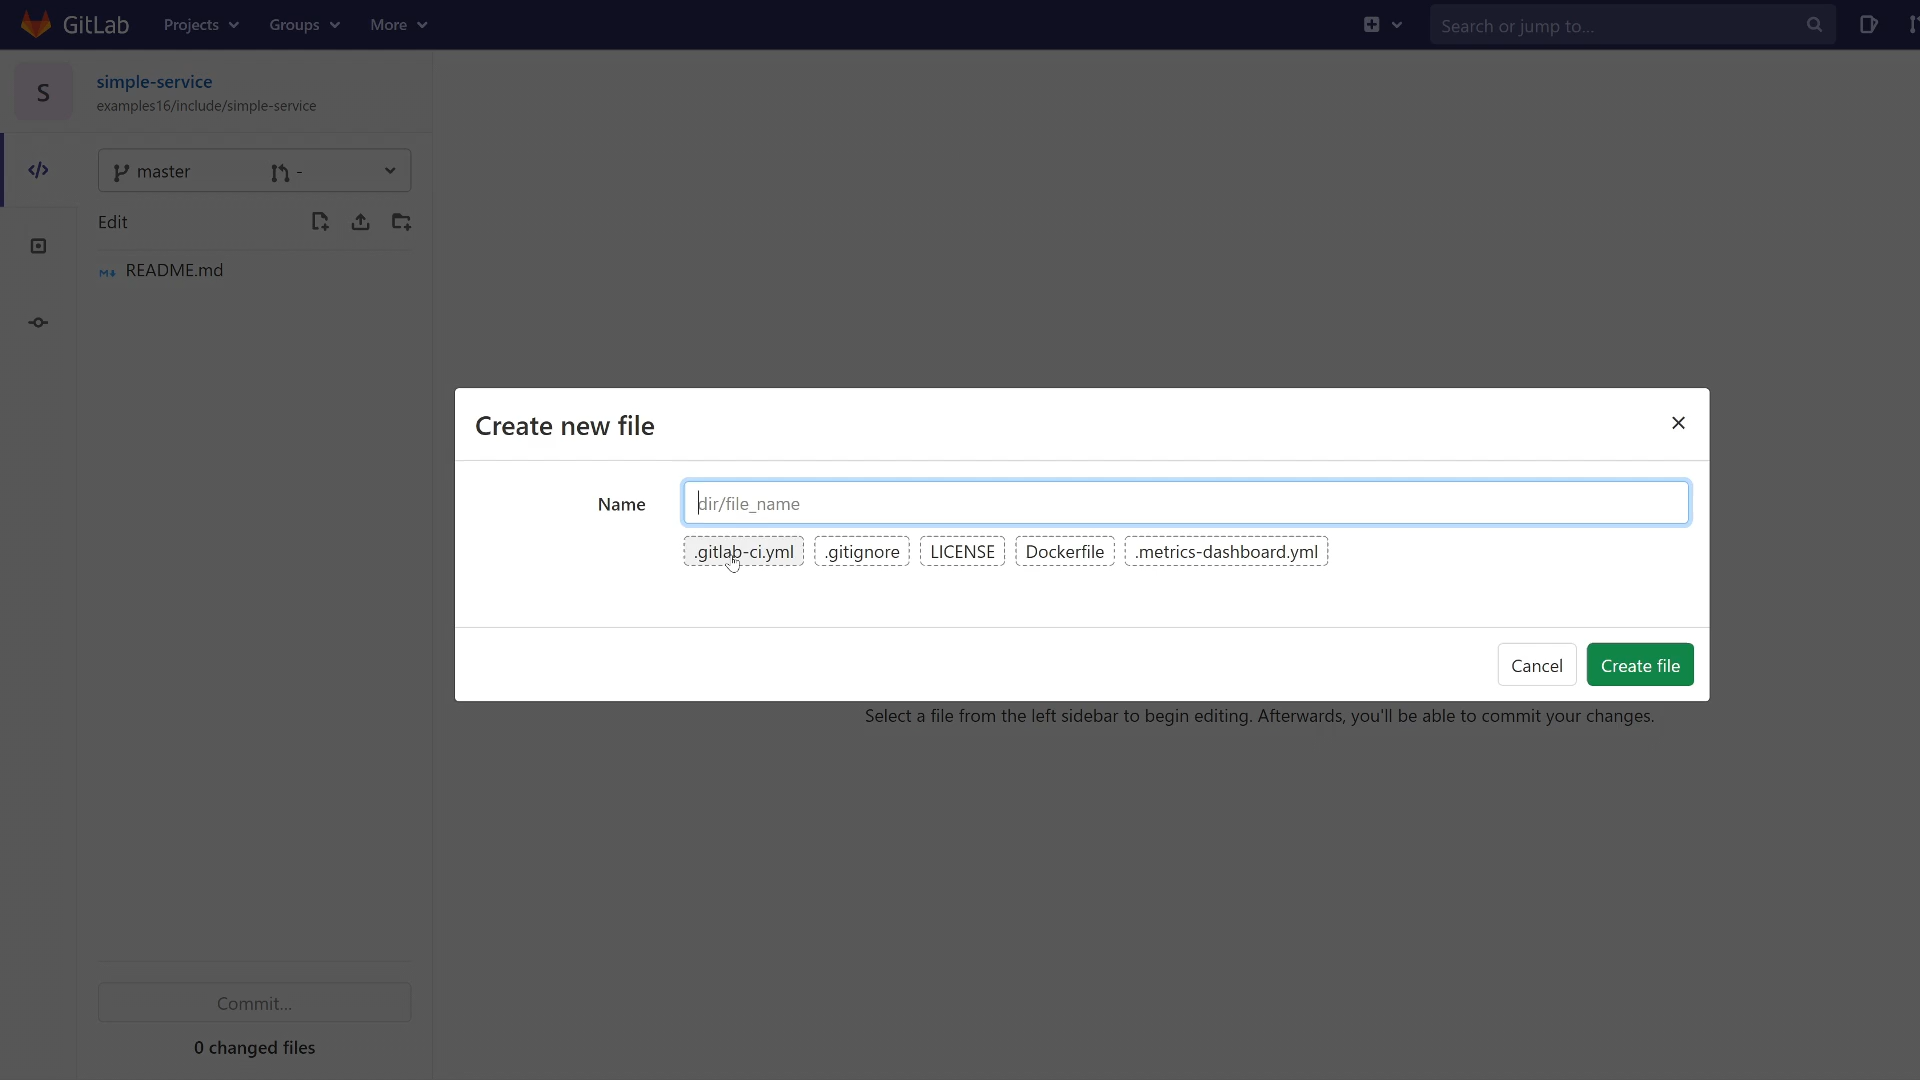 GitLab Projects Groups More Search or jump to...
S simple-service
examples16/include/simple-service
master -
Edit
README.md
Create new file
Name dir/file_name
.gitlab-ci.yml .gitignore LICENSE Dockerfile .metrics-dashboard.yml
Cancel Create file
Select a file from the left sidebar to begin editing. Afterwards, you'll be able to commit your changes.
Commit...
0 changed files